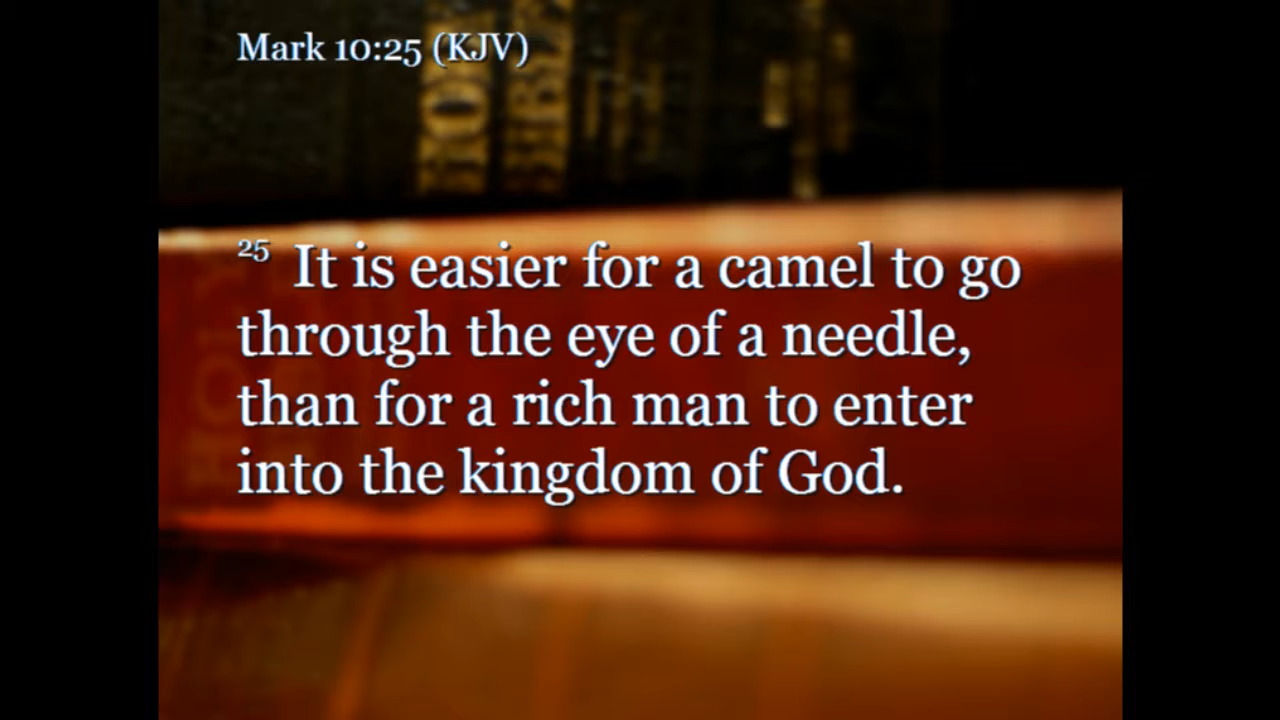 Mark 10:25 (KJV)
25 It is easier for a camel to go
through the eye of a needle,
than for a rich man to enter
into the kingdom of God.